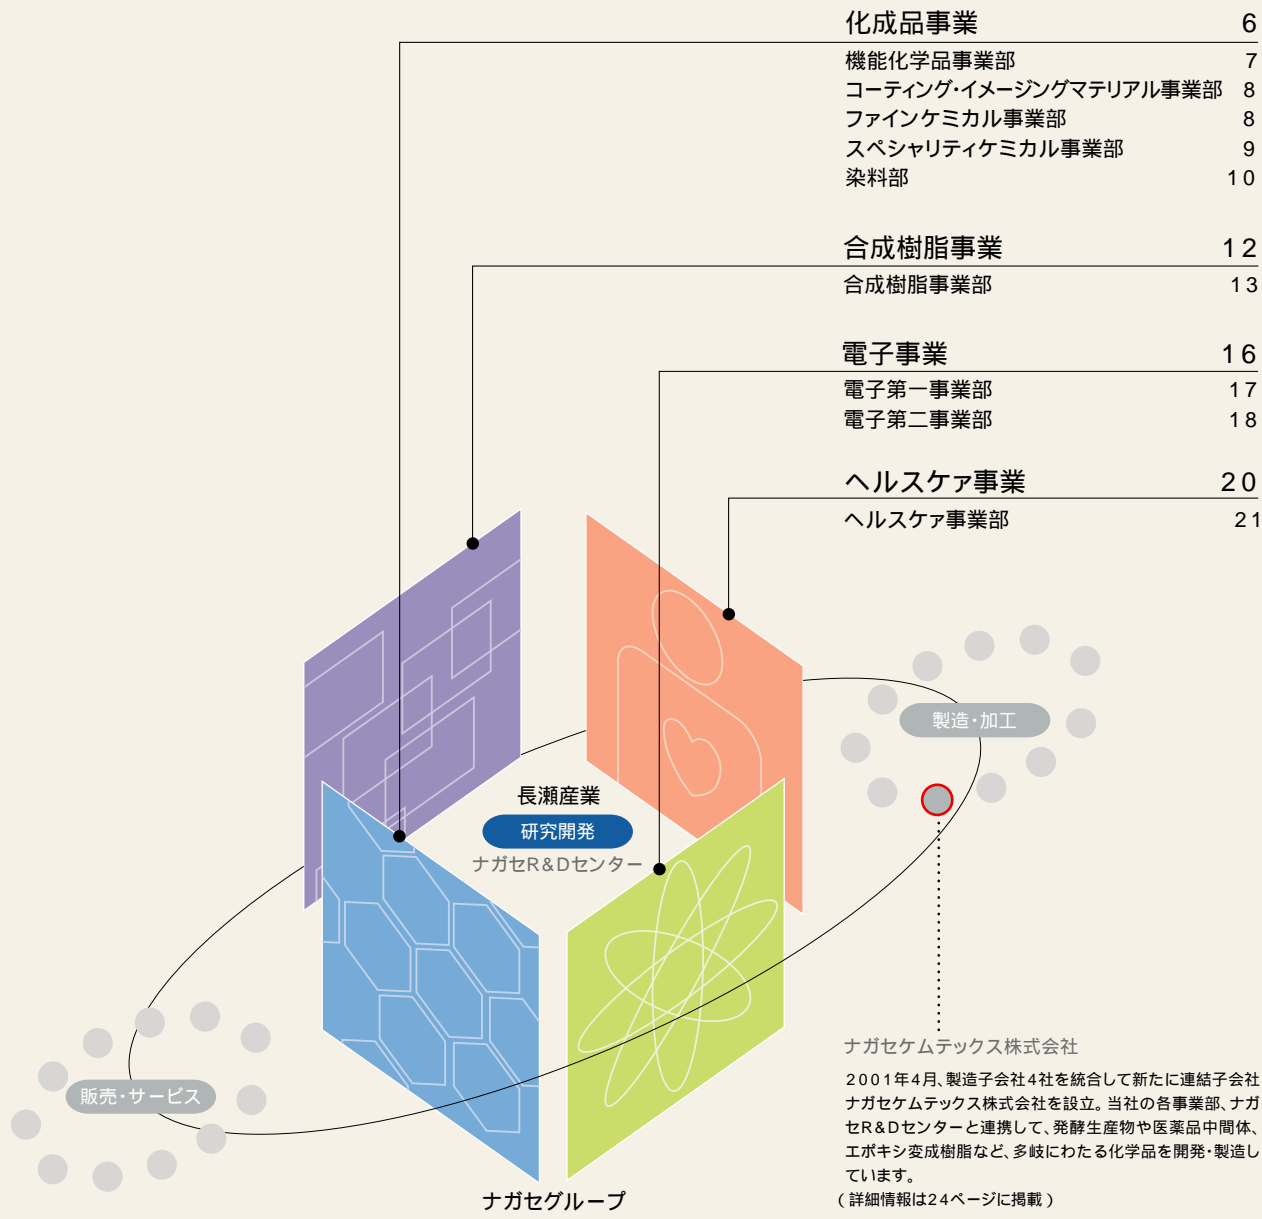 化成品事業 6
機能化学品事業部 7
コーティング・イメージングマテリアル事業部 8
ファインケミカル事業部 8
スペシャリティケミカル事業部 9
染料部 10
合成樹脂事業 12
合成樹脂事業部 13
電子事業 16
電子第一事業部 17
電子第二事業部 18
ヘルスケァ事業 20
ヘルスケァ事業部 21
製造・加工
長瀬産業
研究開発
ナガセR&Dセンター
販売・サービス
ナガセグループ
ナガセケムテックス株式会社
2001年4月、製造子会社4社を統合して新たに連結子会社
ナガセケムテックス株式会社を設立。当社の各事業部、ナガ
セR&Dセンターと連携して、発酵生産物や医薬品中間体、
エポキシ変成樹脂など、多岐にわたる化学品を開発・製造し
ています。
(詳細情報は24ページに掲載)